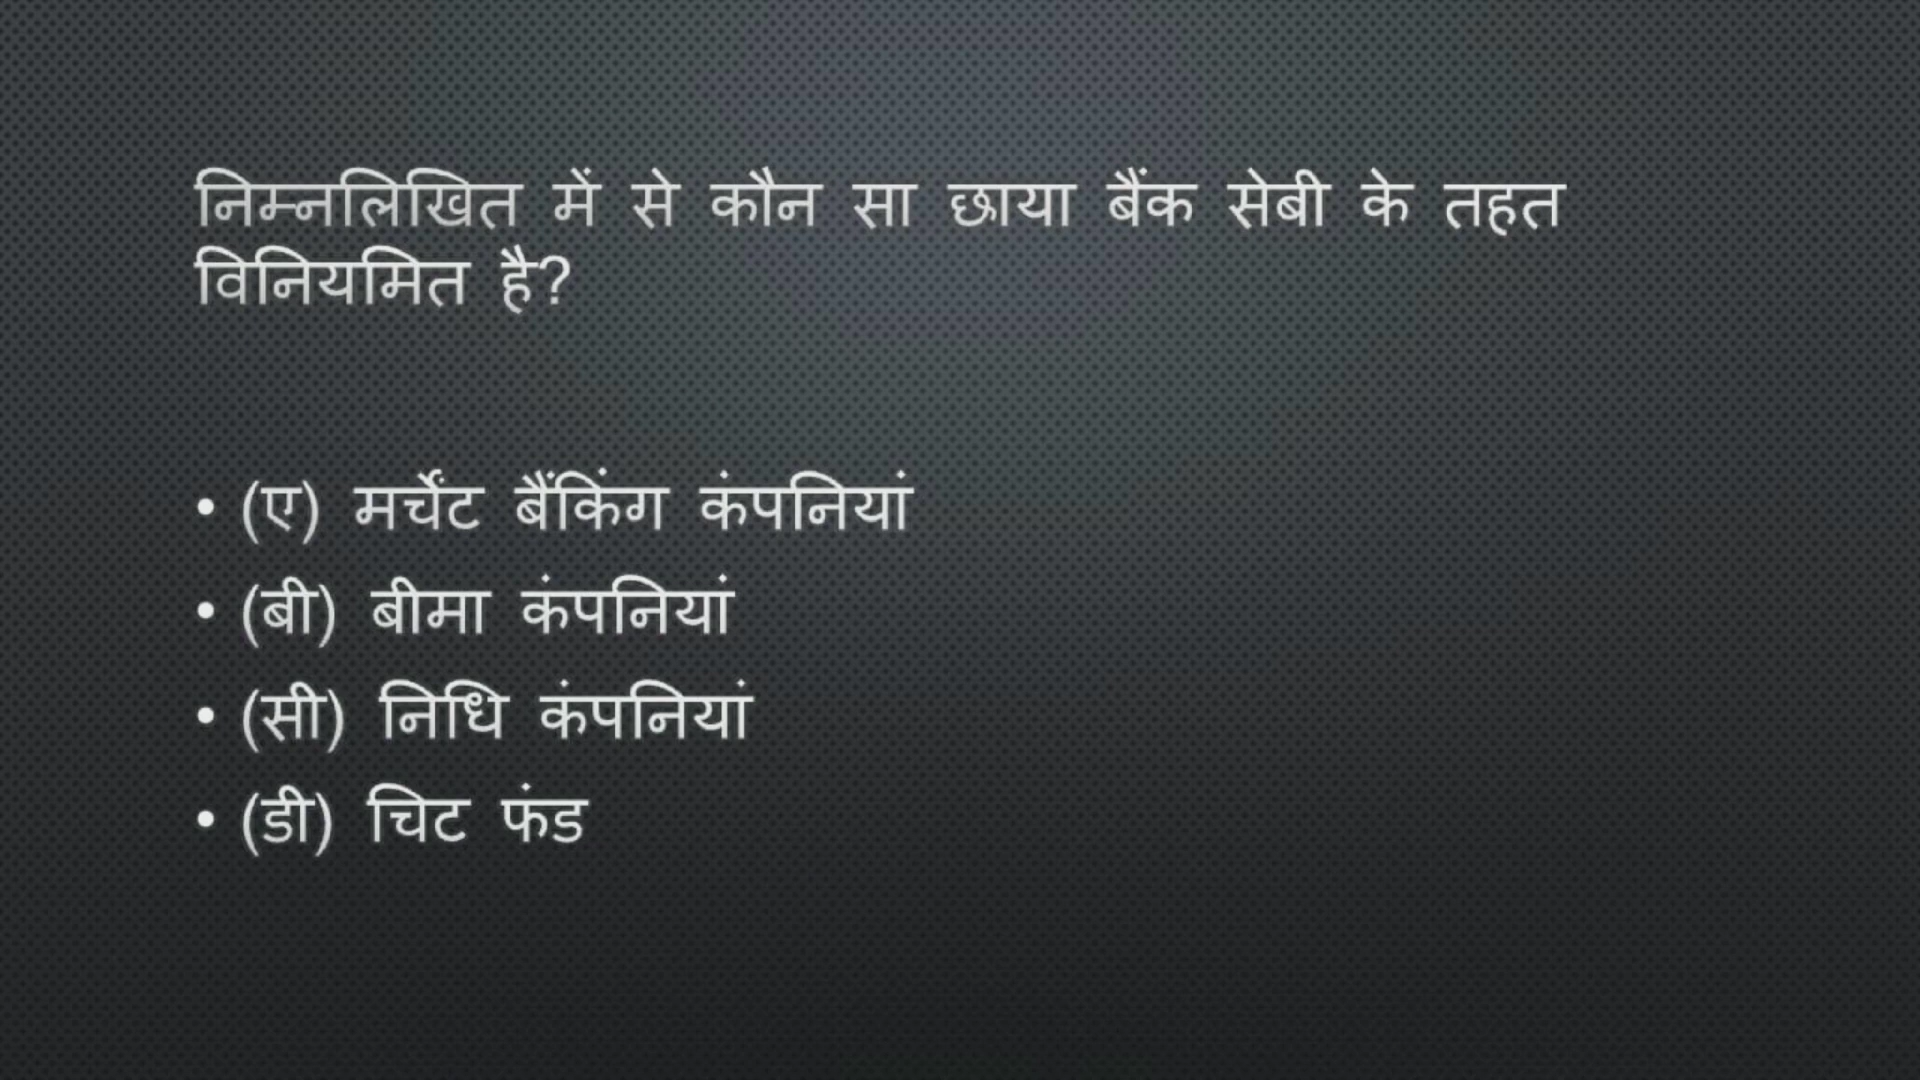 निम्नलिखित में से कौन सा छाया बैंक सेबी के तहत
विनियमित है?
• (ए) मर्चेंट बैंकिंग कंपनियां
• (बी) बीमा कंपनियां
• (सी) निधि कंपनियां
• (डी) चिट फंड